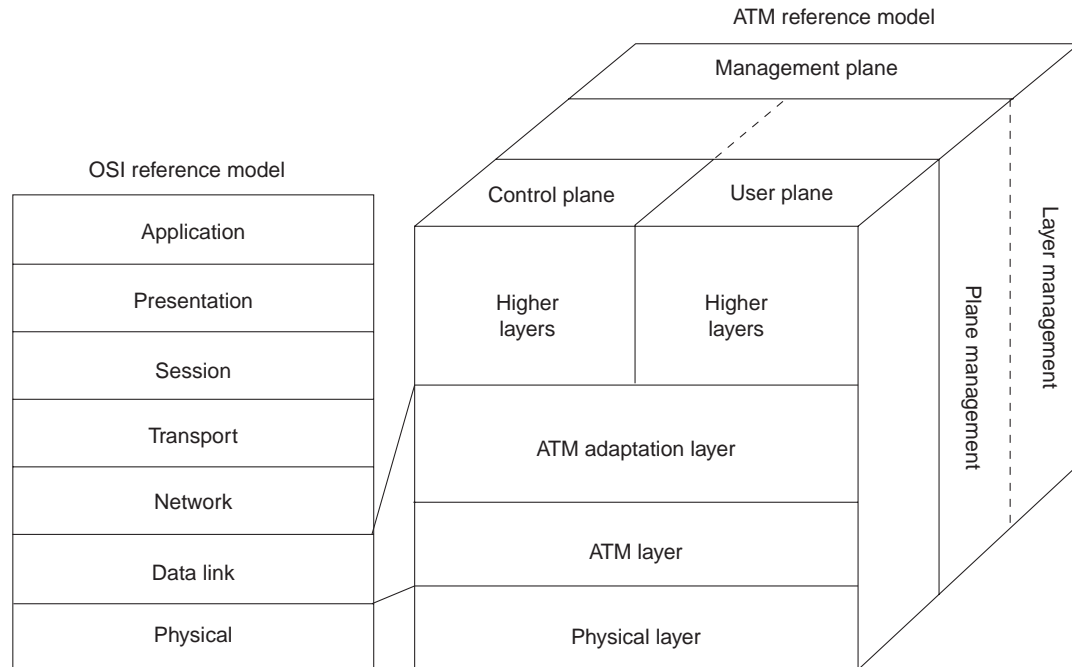 ATM reference model
Management plane
OSI reference model
Control plane
User plane
Application
Presentation
Session
Transport
Network
Data link
Physical
Higher
layers
Higher
layers
ATM adaptation layer
ATM layer
Physical layer
Plane management
Layer management